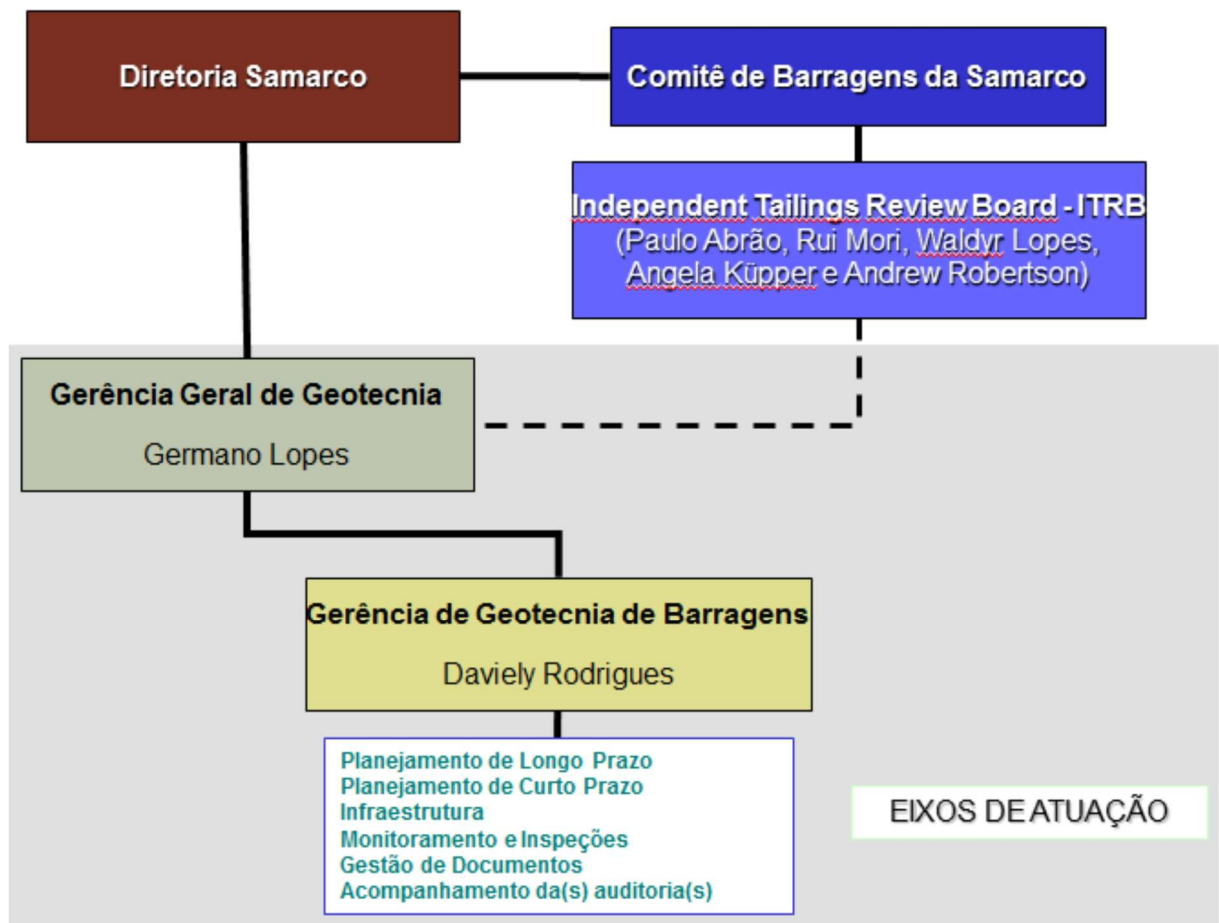 Diretoria Samarco
Comitê de Barragens da Samarco
Independent Tailings Review Board - ITRB
(Paulo Abrão, Rui Mori, Waldyr Lopes,
Angela Küpper e Andrew Robertson)
Gerência Geral de Geotecnia
Germano Lopes
Gerência de Geotecnia de Barragens
Daviely Rodrigues
Planejamento de Longo Prazo
Planejamento de Curto Prazo
Infraestrutura
Monitoramento e Inspeções
Gestão de Documentos
Acompanhamento da(s) auditoria(s)
EIXOS DE ATUAÇÃO